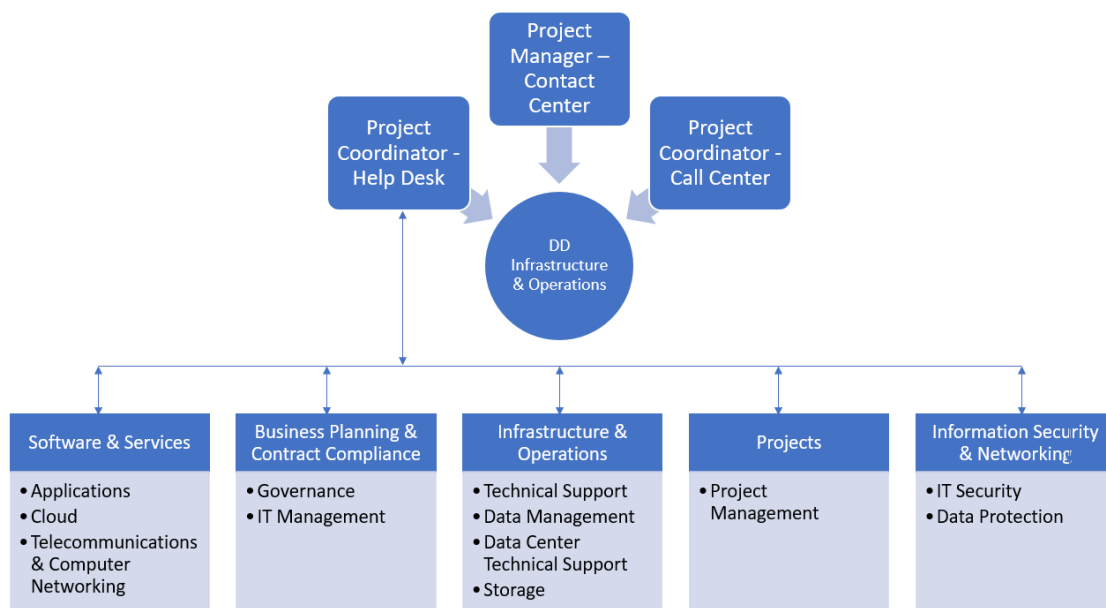 Project
Manager –
Contact
Center
Project
Coordinator -
Help Desk
Project
Coordinator -
Call Center
DD
Infrastructure
& Operations
Software & Services
• Applications
• Cloud
• Telecommunications
& Computer
Networking
Business Planning &
Contract Compliance
• Governance
• IT Management
Infrastructure &
Operations
• Technical Support
• Data Management
• Data Center
Technical Support
• Storage
Projects
• Project
Management
Information Security
& Networking
• IT Security
• Data Protection